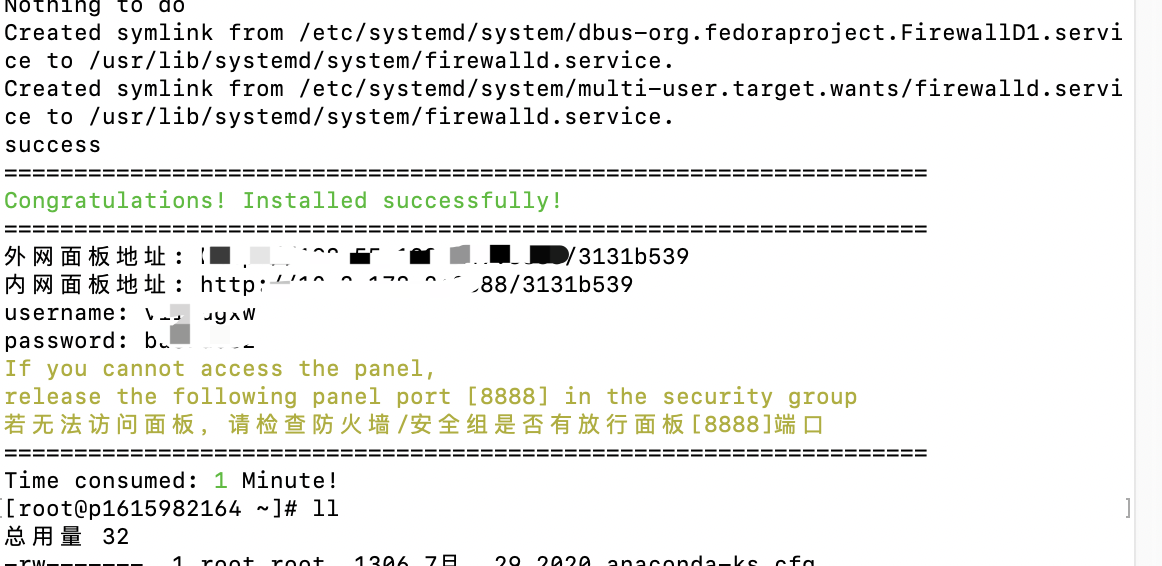 Nothing to do
Created symlink from /etc/systemd/system/dbus-org.fedoraproject.FirewallD1.servi
ce to /usr/lib/systemd/system/firewalld.service.
Created symlink from /etc/systemd/system/multi-user.target.wants/firewalld.servi
ce to /usr/lib/systemd/system/firewalld.service.
success
==================================================================
Congratulations! Installed successfully!
==================================================================
外网面板地址: /3131b539
内网面板地址: http: 88/3131b539
username:
password:
If you cannot access the panel,
release the following panel port [8888] in the security group
若无法访问面板，请检查防火墙/安全组是否有放行面板[8888]端口
==================================================================
Time consumed: 1 Minute!
[root@p1615982164 ~]# ll
总用量 32
-rw------- 1 root root 1306 7月 29 2020 anaconda-ks.cfg